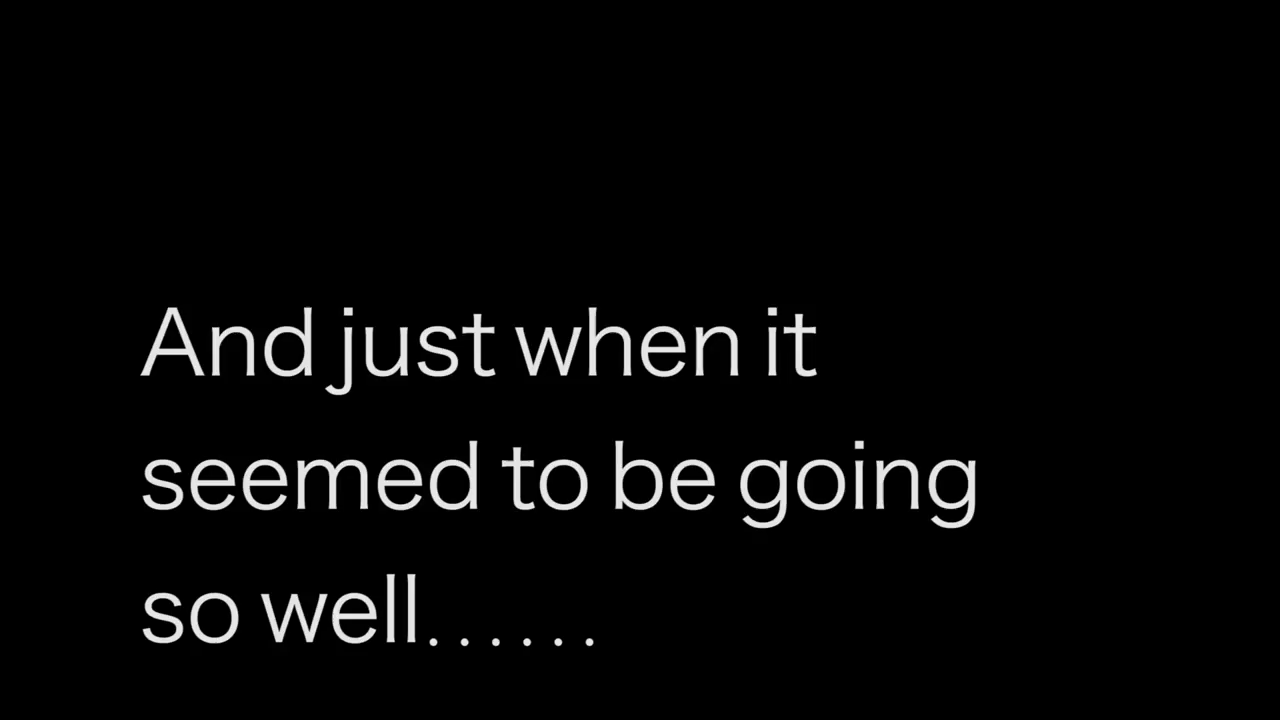 And just when it
seemed to be going
so well......